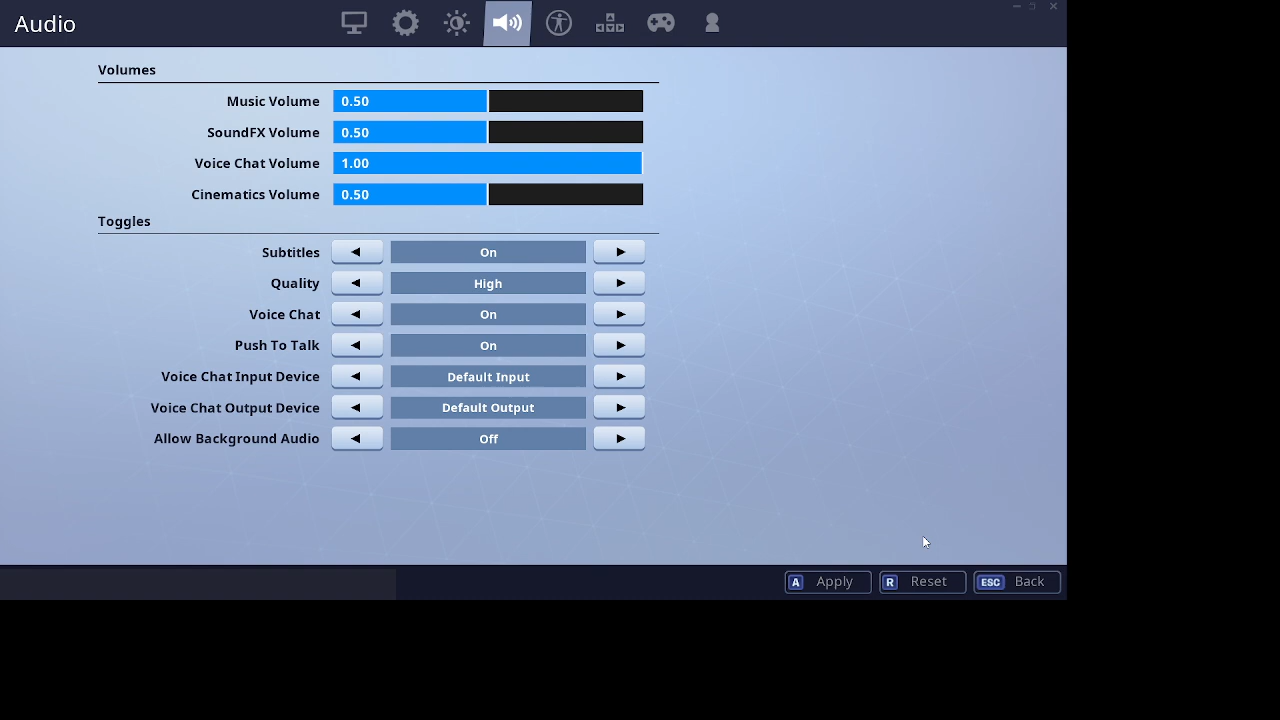 Audio
Volumes
Music Volume 0.50
SoundFX Volume 0.50
Voice Chat Volume 1.00
Cinematics Volume 0.50
Toggles
Subtitles On
Quality High
Voice Chat On
Push To Talk On
Voice Chat Input Device Default Input
Voice Chat Output Device Default Output
Allow Background Audio Off
A Apply R Reset ESC Back